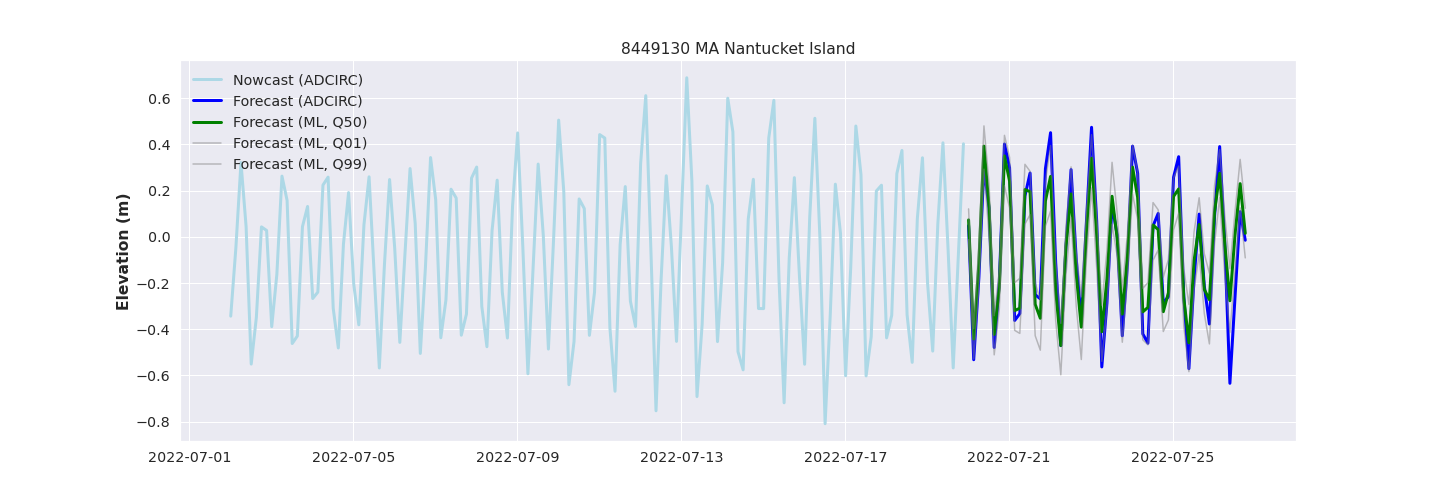 8449130 MA Nantucket Island
Nowcast (ADCIRC)
Forecast (ADCIRC)
Forecast (ML, Q50)
Forecast (ML, Q01)
Forecast (ML, Q99)
Elevation (m)
0.6
0.4
0.2
0.0
−0.2
−0.4
−0.6
−0.8
2022-07-01
2022-07-05
2022-07-09
2022-07-13
2022-07-17
2022-07-21
2022-07-25